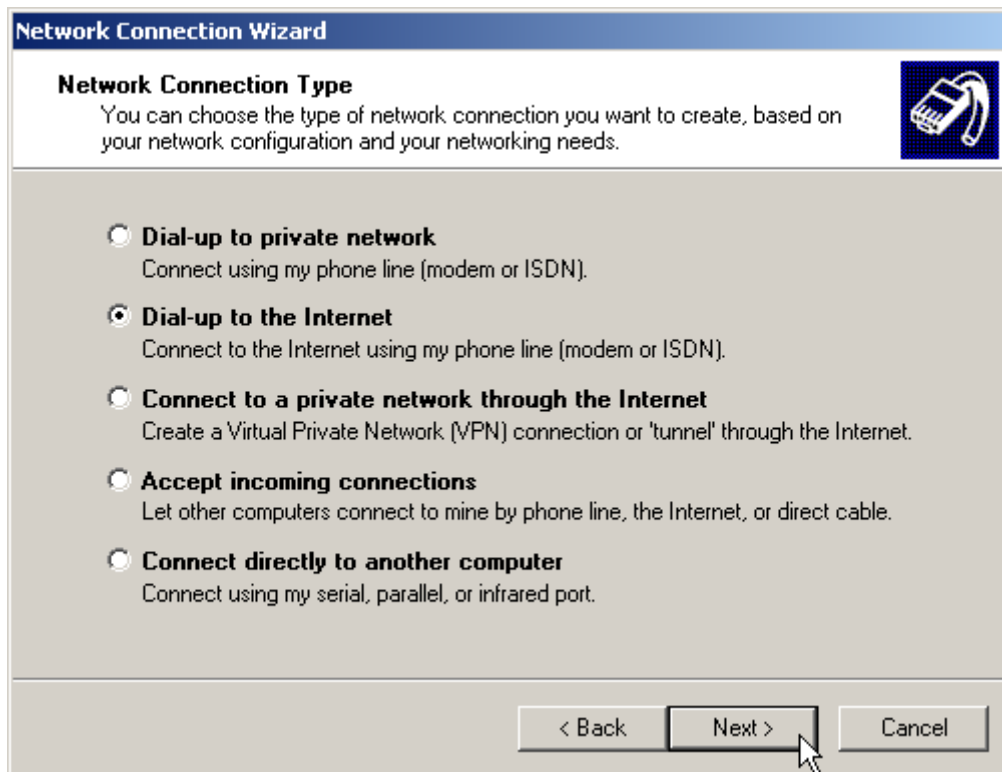 Network Connection Wizard
Network Connection Type
You can choose the type of network connection you want to create, based on
your network configuration and your networking needs.
Dial-up to private network
Connect using my phone line (modem or ISDN).
Dial-up to the Internet
Connect to the Internet using my phone line (modem or ISDN).
Connect to a private network through the Internet
Create a Virtual Private Network (VPN) connection or 'tunnel' through the Internet.
Accept incoming connections
Let other computers connect to mine by phone line, the Internet, or direct cable.
Connect directly to another computer
Connect using my serial, parallel, or infrared port.
< Back Next > Cancel